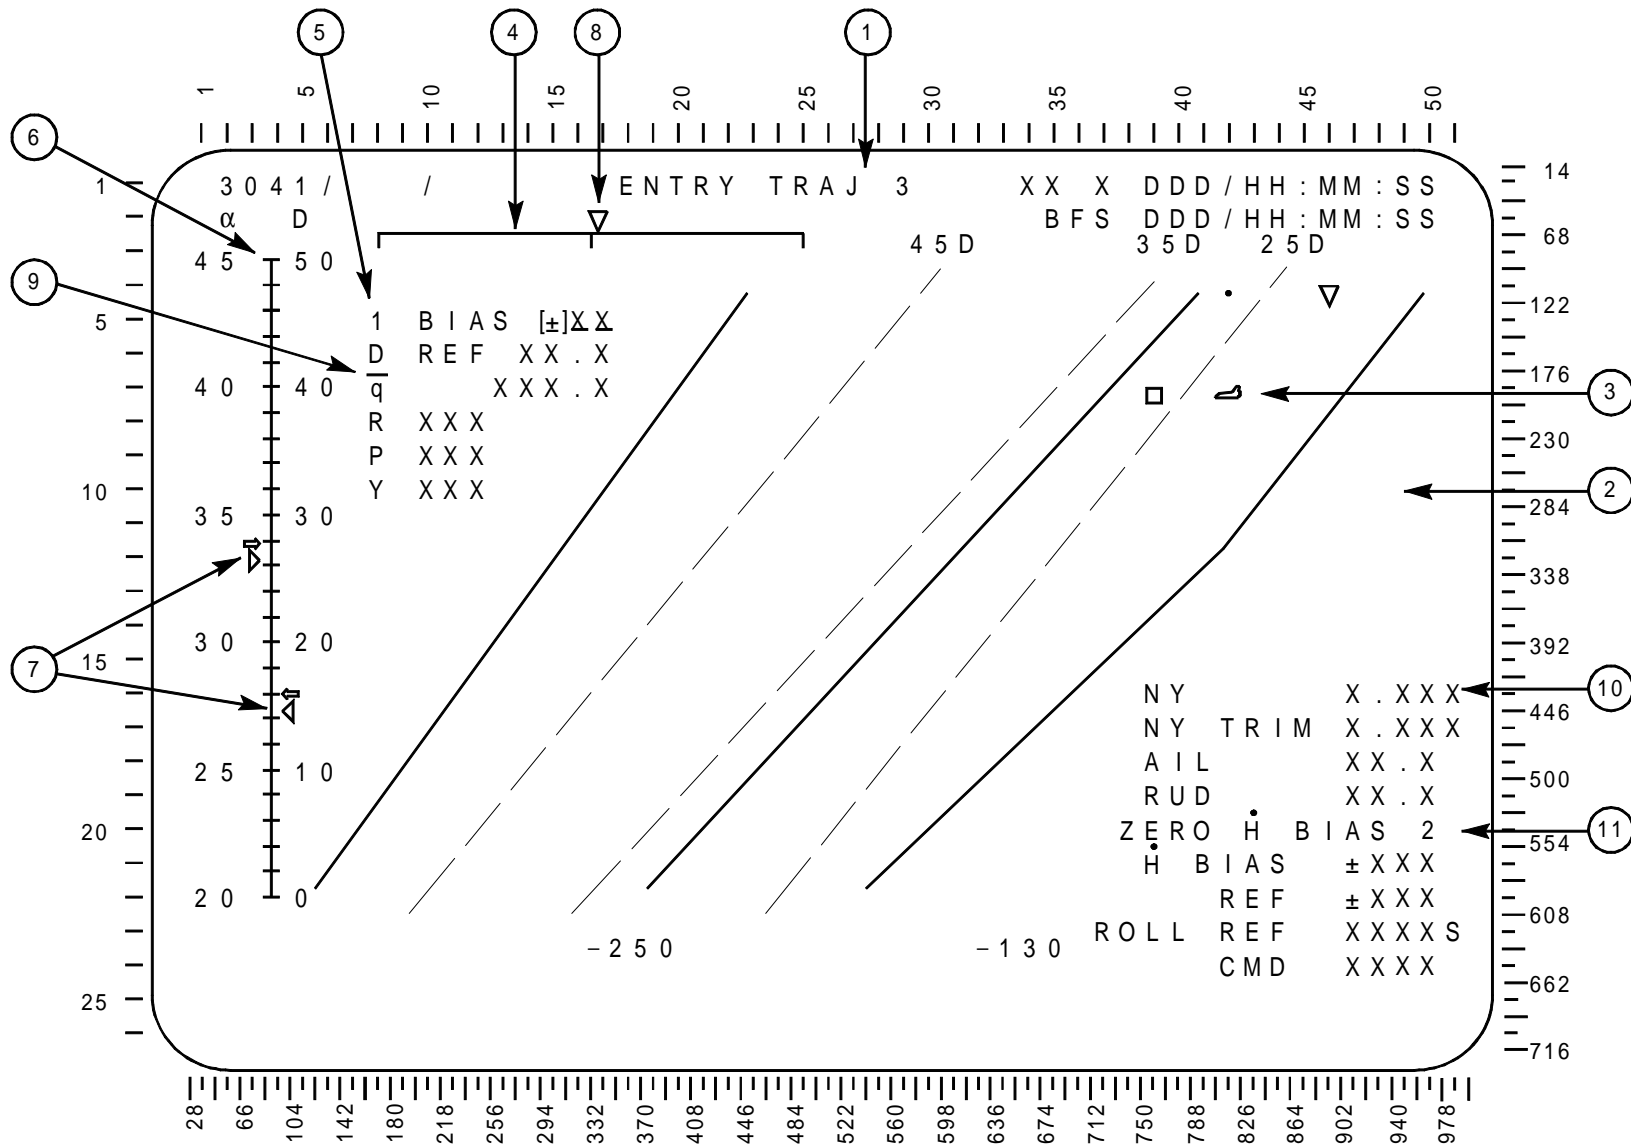 5 4 8 1
1 5 10 15 20 25 30 35 40 45 50
6
1 3041/ / ENTRY TRAJ 3 XX X DDD/HH:MM:SS 14
α D BFS DDD/HH:MM:SS 68
45D 35D 25D
45 50
9
122
5 1 BIAS [±]XX
D REF XX.X
176
40 40 q̅ XXX.X 3
R XXX
230
P XXX
10 Y XXX 2
284
35 30
338
30 20 392
15
7
NY X.XXX 10
446
NY TRIM X.XXX
25 10 AIL XX.X 500
RUD XX.X
20 ZERO Ḣ BIAS 2 11
554
Ḣ BIAS ±XXX
20 0 REF ±XXX
608
ROLL REF XXXXS
-250 -130
CMD XXXX
662
25
716
28 66 104 142 180 218 256 294 332 370 408 446 484 522 560 598 636 674 712 750 788 826 864 902 940 978